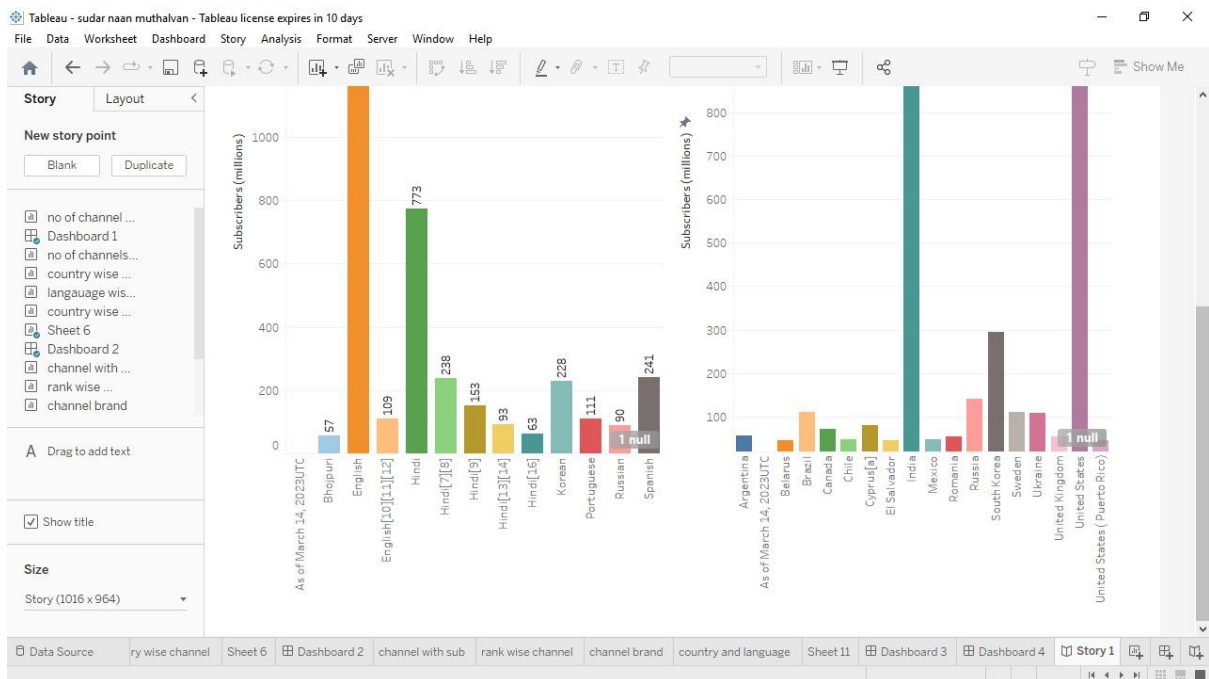 Tableau - sudar naan muthalvan - Tableau license expires in 10 days
File Data Worksheet Dashboard Story Analysis Format Server Window Help
Show Me
Story Layout
New story point
Blank Duplicate
no of channel ...
Dashboard 1
no of channels...
country wise ...
langauage wis...
country wise ...
Sheet 6
Dashboard 2
channel with ...
rank wise ...
channel brand
A Drag to add text
Show title
Size
Story (1016 x 964)
Subscribers (millions)
1000
800
600
400
200
0
57
109
773
238
153
93
63
228
111
90
241
1 null
As of March 14, 2023UTC
Bhojpuri
English
English[10][11][12]
Hindi
Hindi[7][8]
Hindi[9]
Hindi[13][14]
Hindi[16]
Korean
Portuguese
Russian
Spanish
Subscribers (millions)
800
700
600
500
400
300
200
100
1 null
Argentina
As of March 14, 2023UTC
Belarus
Brazil
Canada
Chile
Cyprus[a]
El Salvador
India
Mexico
Romania
Russia
South Korea
Sweden
Ukraine
United Kingdom
United States
United States ( Puerto Rico)
Data Source ry wise channel Sheet 6 Dashboard 2 channel with sub rank wise channel channel brand country and language Sheet 11 Dashboard 3 Dashboard 4 Story 1